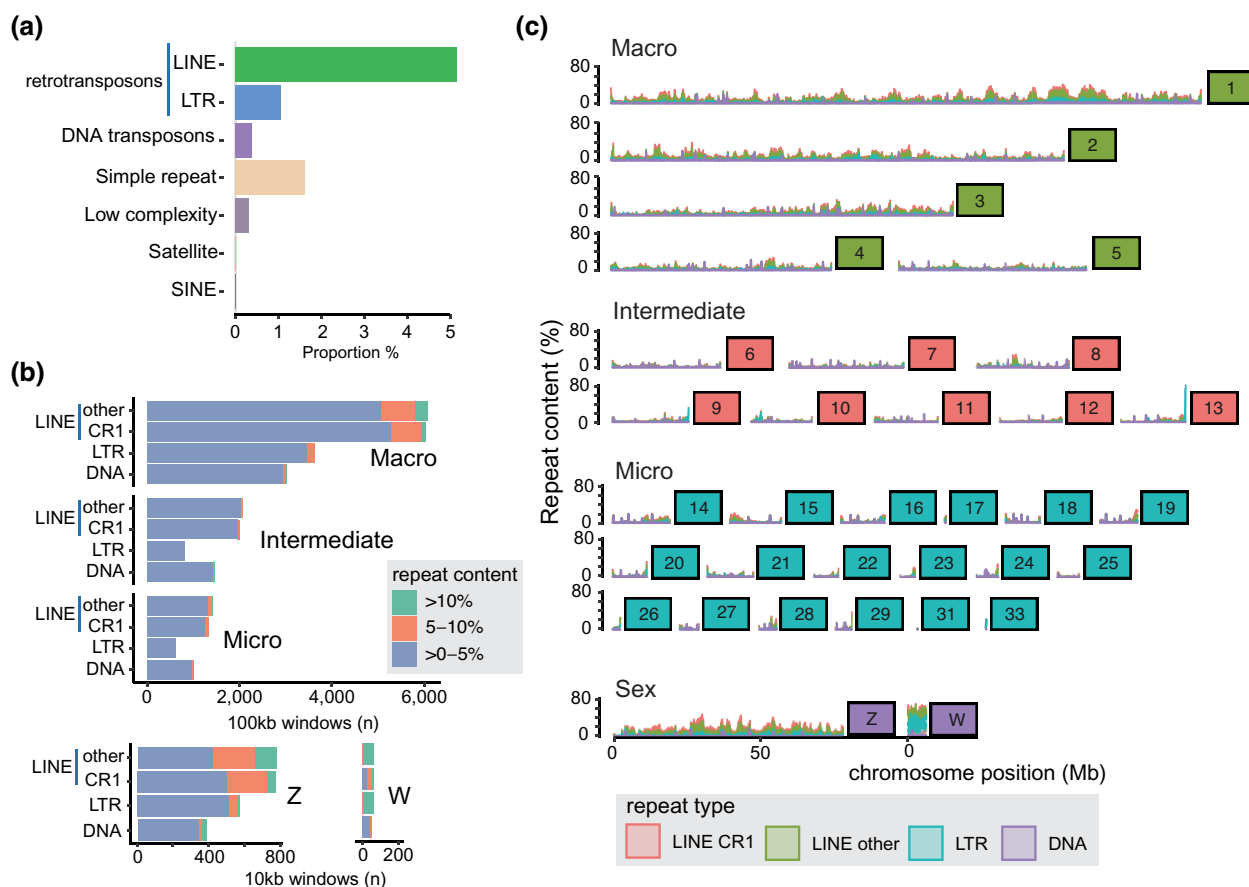 (a)
retrotransposons
LINE
LTR
DNA transposons
Simple repeat
Low complexity
Satellite
SINE
0 1 2 3 4 5
Proportion %
(b)
LINE
other
CR1
LTR
DNA
Macro
LINE
other
CR1
LTR
DNA
Intermediate
LINE
other
CR1
LTR
DNA
Micro
repeat content
>10%
5–10%
>0–5%
0 2,000 4,000 6,000
100kb windows (n)
LINE
other
CR1
LTR
DNA
Z
W
0 400 800
0 200
10kb windows (n)
(c)
Repeat content (%)
Macro
80
0
1
80
0
2
80
0
3
80
0
4 5
Intermediate
80
0
6 7 8
80
0
9 10 11 12 13
Micro
80
0
14 15 16 17 18 19
80
0
20 21 22 23 24 25
80
0
26 27 28 29 31 33
Sex
80
0
Z W
0 50 0
chromosome position (Mb)
repeat type
LINE CR1 LINE other LTR DNA